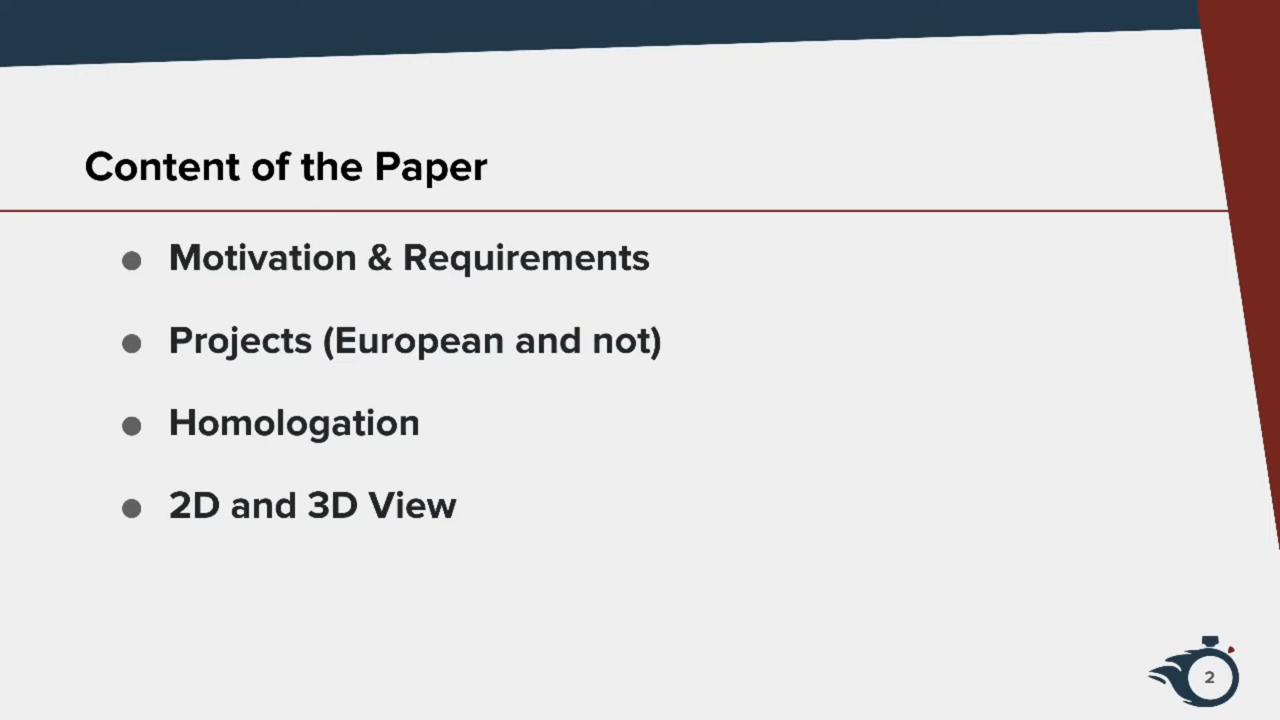 Content of the Paper
Motivation & Requirements
Projects (European and not)
Homologation
2D and 3D View
2